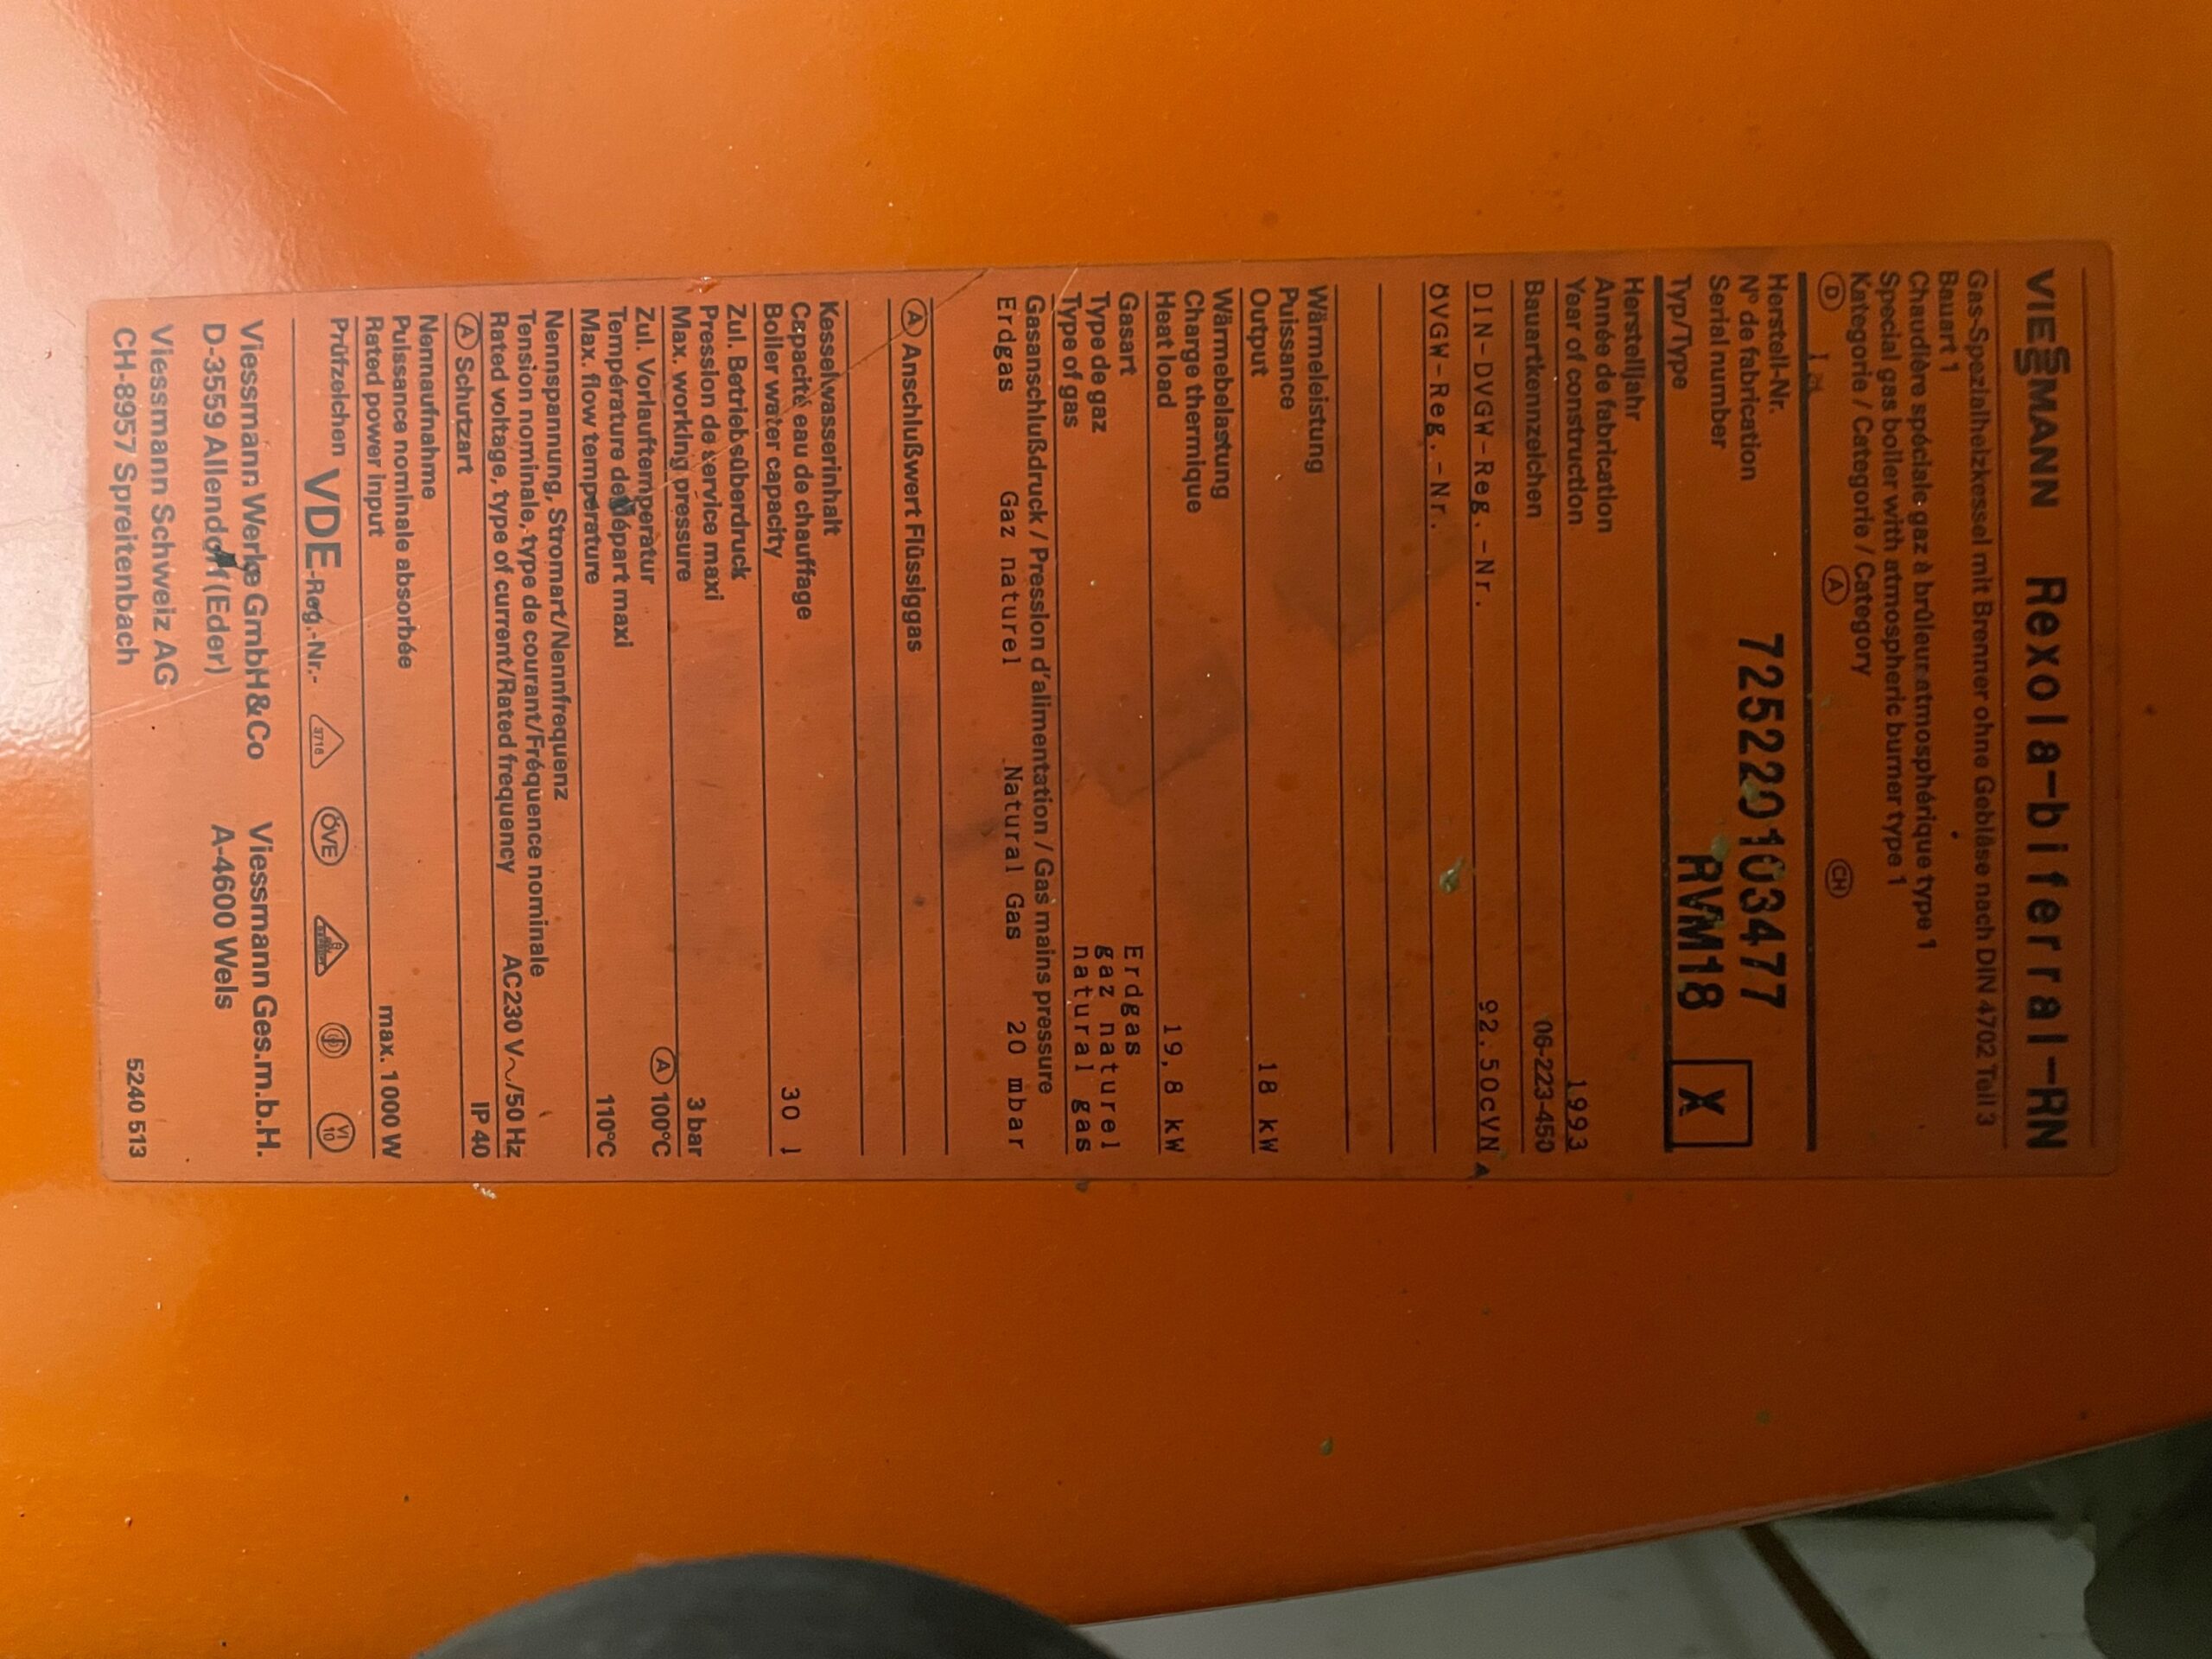 VIESSMANN Rexola-biferral-RN
Gas-Spezialheizkessel mit Brenner ohne Gebläse nach DIN 4702 Teil 3
Bauart 1
Chaudière spéciale gaz à brûleur atmosphérique type 1
Special gas boiler with atmospheric burner type 1
Kategorie / Categorie / Category
D A CH
Herstell-Nr.
N° de fabrication
Serial number
7252201103477
Typ/Type RVM18 X
Herstelljahr
Année de fabrication
Year of construction 1993
Bauartkennzeichen 06-223-450
DIN-DVGW-Reg.-Nr. 92.50cVN
ÖVGW-Reg.-Nr.
Wärmeleistung
Puissance
Output 18 kW
Wärmebelastung
Charge thermique
Heat load 19,8 kW
Gasart Erdgas
Type de gaz gaz naturel
Type of gas natural gas
Gasanschlußdruck / Pression d'alimentation / Gas mains pressure
Erdgas Gaz naturel Natural Gas 20 mbar
A Anschlußwert Flüssiggas
Kesselwasserinhalt
Capacité eau de chauffage
Boiler water capacity 30 l
Zul. Betriebsüberdruck
Pression de service maxi
Max. working pressure 3 bar
Zul. Vorlauftemperatur A 100°C
Température de départ maxi
Max. flow temperature 110°C
Nennspannung, Stromart/Nennfrequenz
Tension nominale, type de courant/Fréquence nominale
Rated voltage, type of current/Rated frequency AC 230 V~/50 Hz
A Schutzart IP 40
Nennaufnahme
Puissance nominale absorbée
Rated power input max. 1000 W
Prüfzeichen VDE-Reg.-Nr.- 3716 ÖVE VI 10
Viessmann Werke GmbH&Co Viessmann Ges.m.b.H.
D-3559 Allendorf (Eder) A-4600 Wels
Viessmann Schweiz AG
CH-8957 Spreitenbach 5240 513